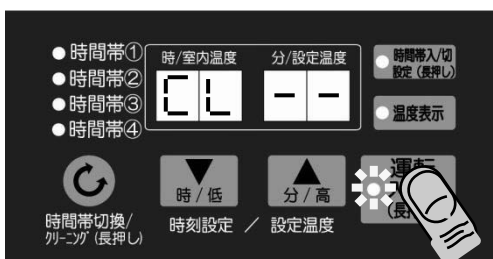 時間帯①
時間帯②
時間帯③
時間帯④
時/室内温度 分/設定温度
CL --
時間帯入/切
設定(長押し)
温度表示
時/低
分/高
運転
(長
時間帯切換/
クリーニング(長押し)
時刻設定 / 設定温度